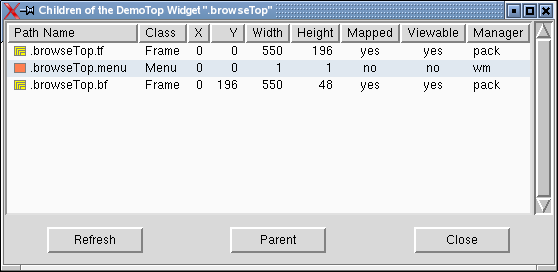 Children of the DemoTop Widget ".browseTop"
Path Name Class X Y Width Height Mapped Viewable Manager
.browseTop.tf Frame 0 0 550 196 yes yes pack
.browseTop.menu Menu 0 0 1 1 no no wm
.browseTop.bf Frame 0 196 550 48 yes yes pack
Refresh Parent Close